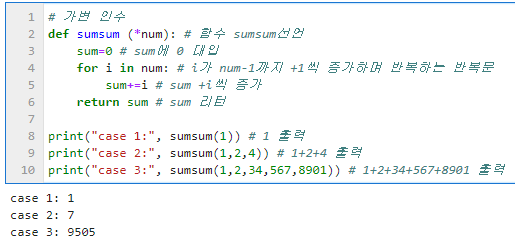 1 # 가변 인수
2 def sumsum (*num): # 함수 sumsum선언
3 sum=0 # sum에 0 대입
4 for i in num: # i가 num-1까지 +1씩 증가하며 반복하는 반복문
5 sum+=i # sum +i씩 증가
6 return sum # sum 리턴
7
8 print("case 1:", sumsum(1)) # 1 출력
9 print("case 2:", sumsum(1,2,4)) # 1+2+4 출력
10 print("case 3:", sumsum(1,2,34,567,8901)) # 1+2+34+567+8901 출력
case 1: 1
case 2: 7
case 3: 9505